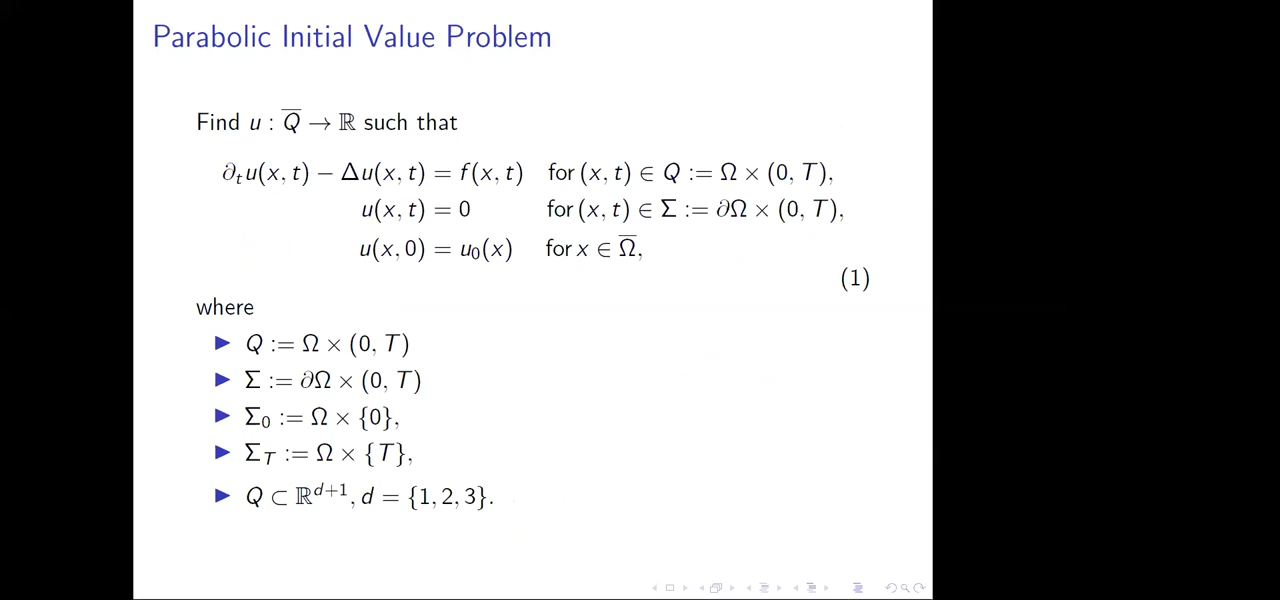 Parabolic Initial Value Problem
Find u : Q̅ → ℝ such that
∂ₜu(x, t) − Δu(x, t) = f(x, t) for (x, t) ∈ Q := Ω × (0, T),
u(x, t) = 0 for (x, t) ∈ Σ := ∂Ω × (0, T),
u(x, 0) = u₀(x) for x ∈ Ω̅,
(1)
where
▶ Q := Ω × (0, T)
▶ Σ := ∂Ω × (0, T)
▶ Σ₀ := Ω × {0},
▶ Σ_T := Ω × {T},
▶ Q ⊂ ℝᵈ⁺¹, d = {1, 2, 3}.